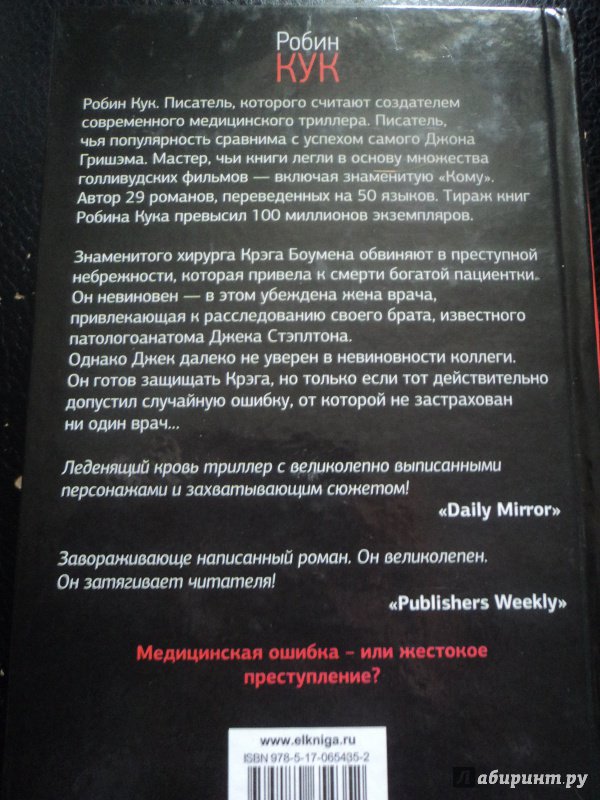 Робин
КУК
Робин Кук. Писатель, которого считают создателем
современного медицинского триллера. Писатель,
чья популярность сравнима с успехом самого Джона
Гришэма. Мастер, чьи книги легли в основу множества
голливудских фильмов — включая знаменитую «Кому».
Автор 29 романов, переведенных на 50 языков. Тираж книг
Робина Кука превысил 100 миллионов экземпляров.
Знаменитого хирурга Крэга Боумена обвиняют в преступной
небрежности, которая привела к смерти богатой пациентки.
Он невиновен — в этом убеждена жена врача,
привлекающая к расследованию своего брата, известного
патологоанатома Джека Стэплтона.
Однако Джек далеко не уверен в невиновности коллеги.
Он готов защищать Крэга, но только если тот действительно
допустил случайную ошибку, от которой не застрахован
ни один врач...
Леденящий кровь триллер с великолепно выписанными
персонажами и захватывающим сюжетом!
«Daily Mirror»
Завораживающе написанный роман. Он великолепен.
Он затягивает читателя!
«Publishers Weekly»
Медицинская ошибка – или жестокое
преступление?
www.elkniga.ru
ISBN 978-5-17-065435-2
Лабиринт.ру